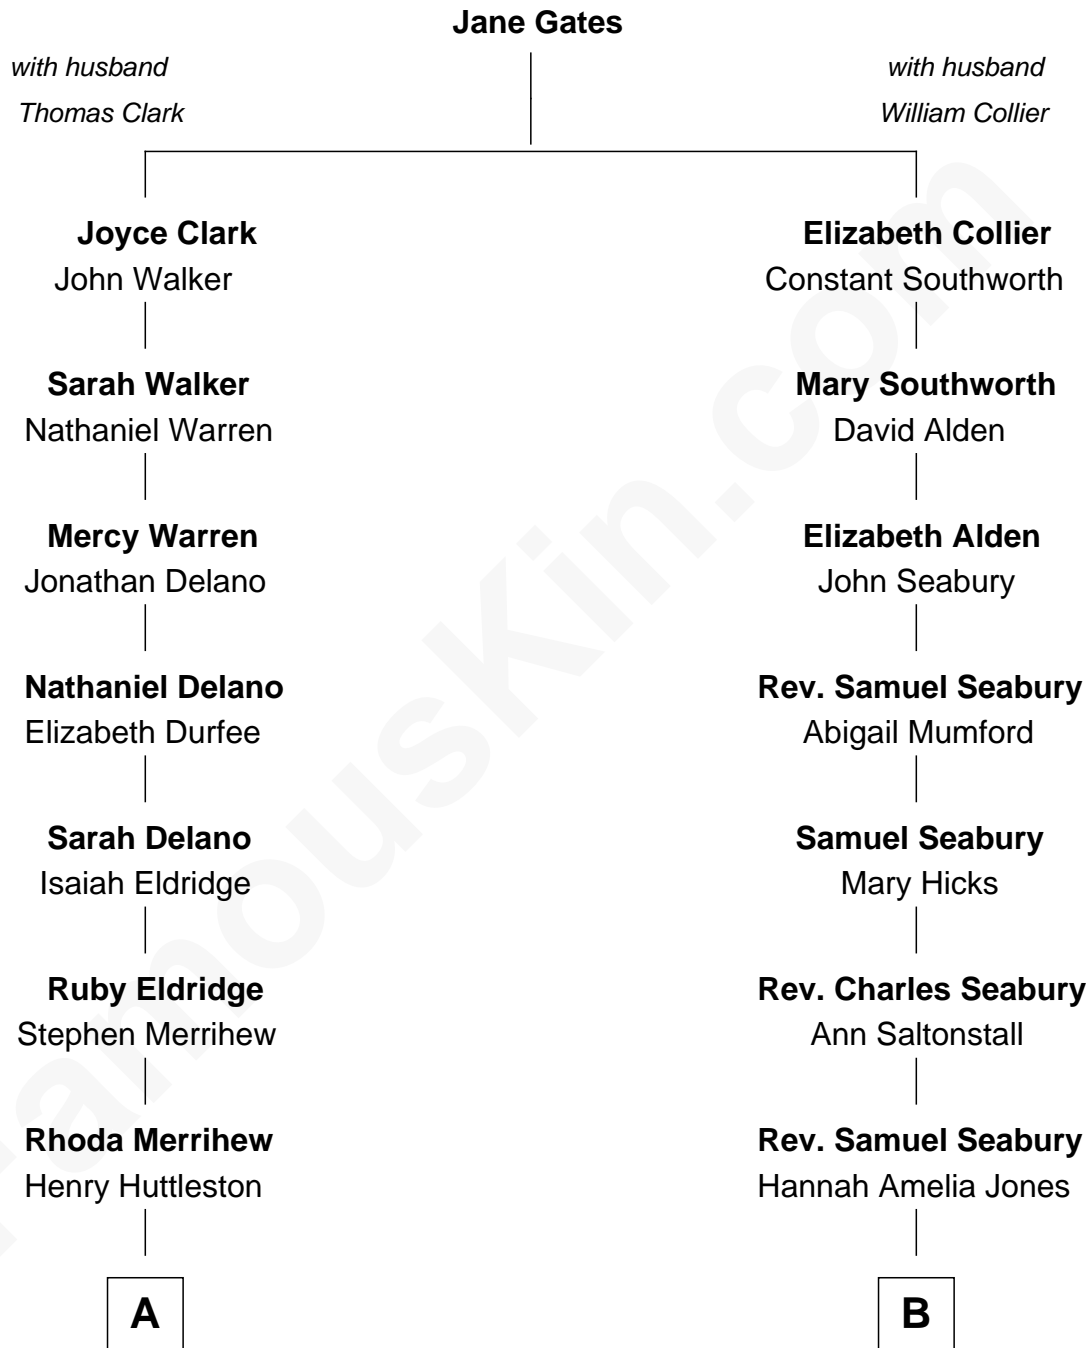 Jane Gates
with husband
Thomas Clark
with husband
William Collier
Joyce Clark
John Walker
Sarah Walker
Nathaniel Warren
Mercy Warren
Jonathan Delano
Nathaniel Delano
Elizabeth Durfee
Sarah Delano
Isaiah Eldridge
Ruby Eldridge
Stephen Merrihew
Rhoda Merrihew
Henry Huttleston
A
Elizabeth Collier
Constant Southworth
Mary Southworth
David Alden
Elizabeth Alden
John Seabury
Rev. Samuel Seabury
Abigail Mumford
Samuel Seabury
Mary Hicks
Rev. Charles Seabury
Ann Saltonstall
Rev. Samuel Seabury
Hannah Amelia Jones
B
FamousKin.com